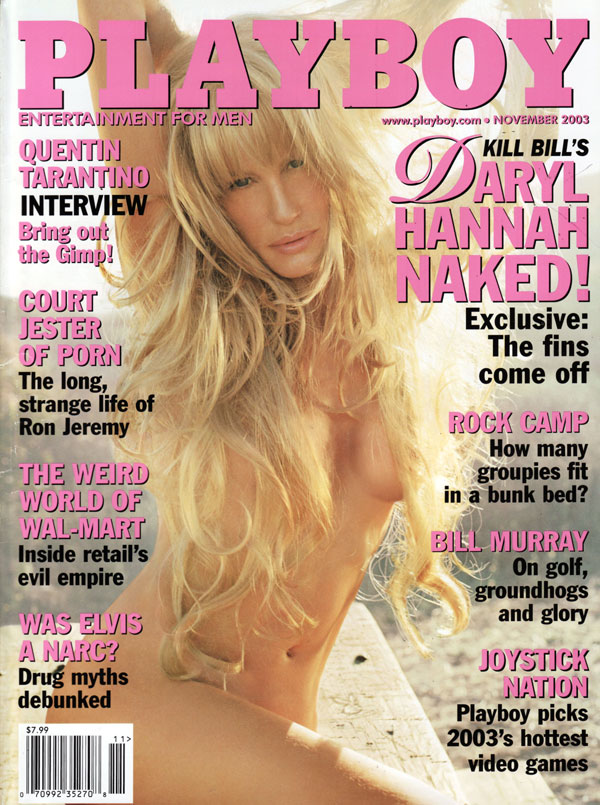 PLAYBOY
ENTERTAINMENT FOR MEN
www.playboy.com • NOVEMBER 2003
QUENTIN
TARANTINO
INTERVIEW
Bring out
the Gimp!
COURT
JESTER
OF PORN
The long,
strange life of
Ron Jeremy
THE WEIRD
WORLD OF
WAL-MART
Inside retail's
evil empire
WAS ELVIS
A NARC?
Drug myths
debunked
KILL BILL'S
DARYL
HANNAH
NAKED!
Exclusive:
The fins
come off
ROCK CAMP
How many
groupies fit
in a bunk bed?
BILL MURRAY
On golf,
groundhogs
and glory
JOYSTICK
NATION
Playboy picks
2003's hottest
video games
$7.99
11>
0 70992 35270 8